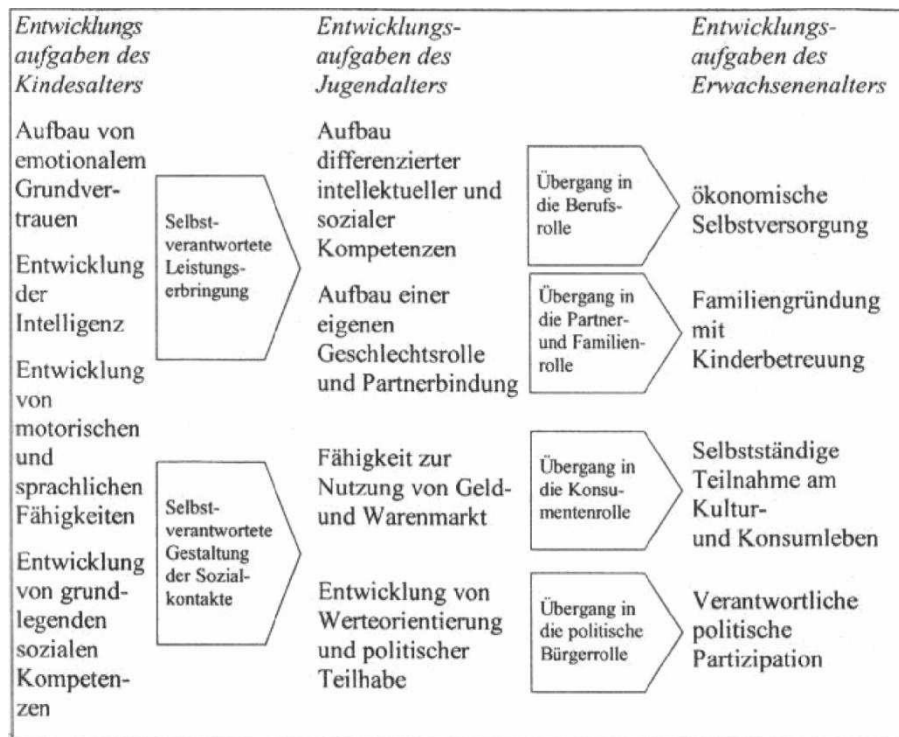 Entwicklungs
aufgaben des
Kindesalters
Aufbau von
emotionalem
Grundver-
trauen
Entwicklung
der
Intelligenz
Entwicklung
von
motorischen
und
sprachlichen
Fähigkeiten
Entwicklung
von grund-
legenden
sozialen
Kompeten-
zen
Selbst-
verantwortete
Leistungs-
erbringung
Selbst-
verantwortete
Gestaltung
der Sozial-
kontakte
Entwicklungs-
aufgaben des
Jugendalters
Aufbau
differenzierter
intellektueller und
sozialer
Kompetenzen
Aufbau einer
eigenen
Geschlechtsrolle
und Partnerbindung
Fähigkeit zur
Nutzung von Geld-
und Warenmarkt
Entwicklung von
Werteorientierung
und politischer
Teilhabe
Übergang in
die Berufs-
rolle
Übergang in
die Partner-
und Familien-
rolle
Übergang in
die Konsu-
mentenrolle
Übergang in
die politische
Bürgerrolle
Entwicklungs-
aufgaben des
Erwachsenenalters
ökonomische
Selbstversorgung
Familiengründung
mit
Kinderbetreuung
Selbstständige
Teilnahme am
Kultur-
und Konsumleben
Verantwortliche
politische
Partizipation